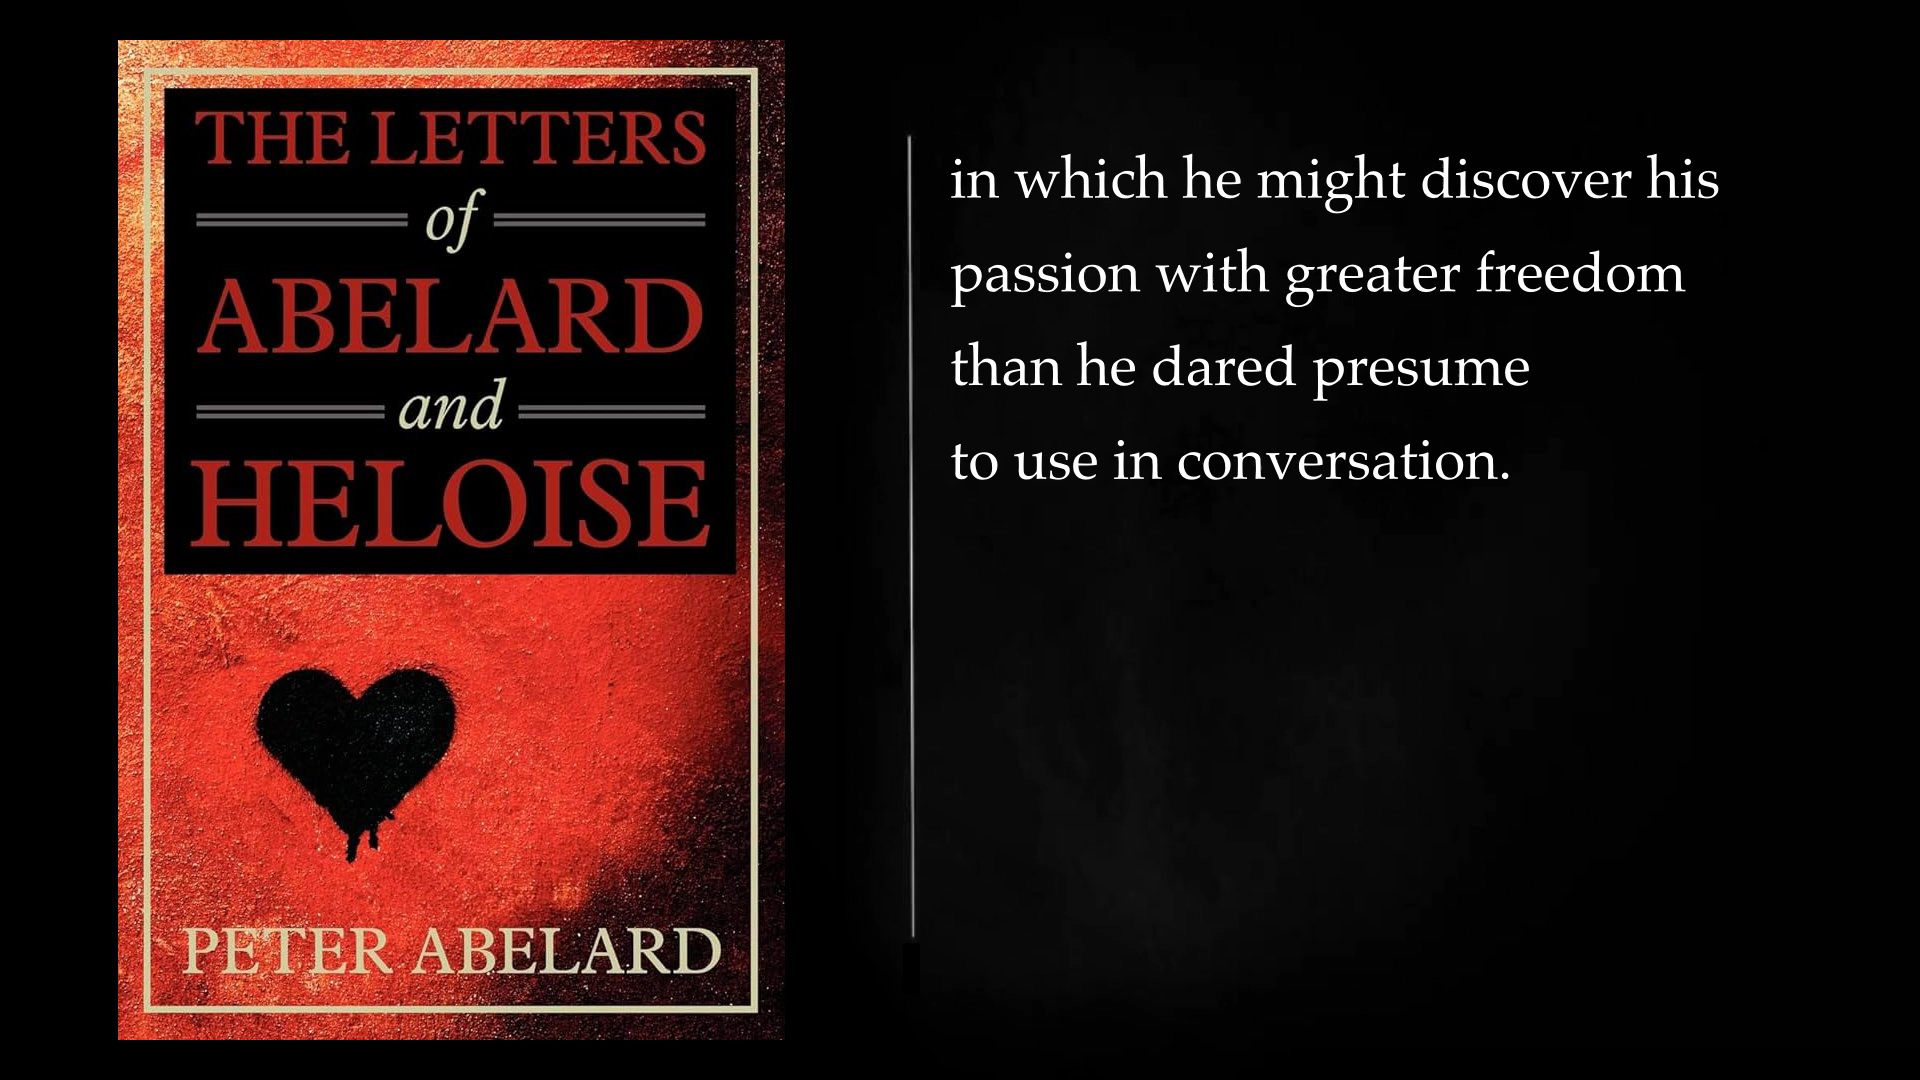 THE LETTERS
of
ABELARD
and
HELOISE
PETER ABELARD
in which he might discover his
passion with greater freedom
than he dared presume
to use in conversation.